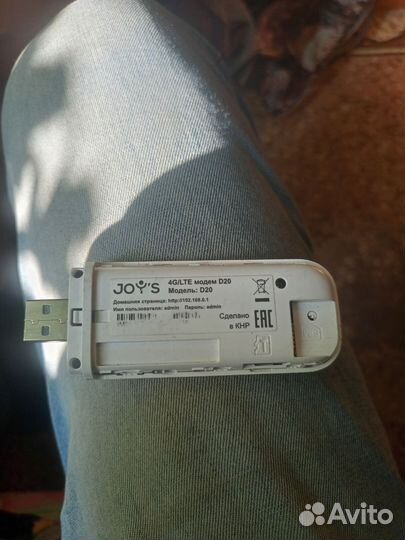 JOY'S
4G/LTE модем D20
Модель: D20
Домашняя страница: http://192.168.0.1
Имя пользователя: admin Пароль: admin
Сделано
в КНР
EAC
Avito